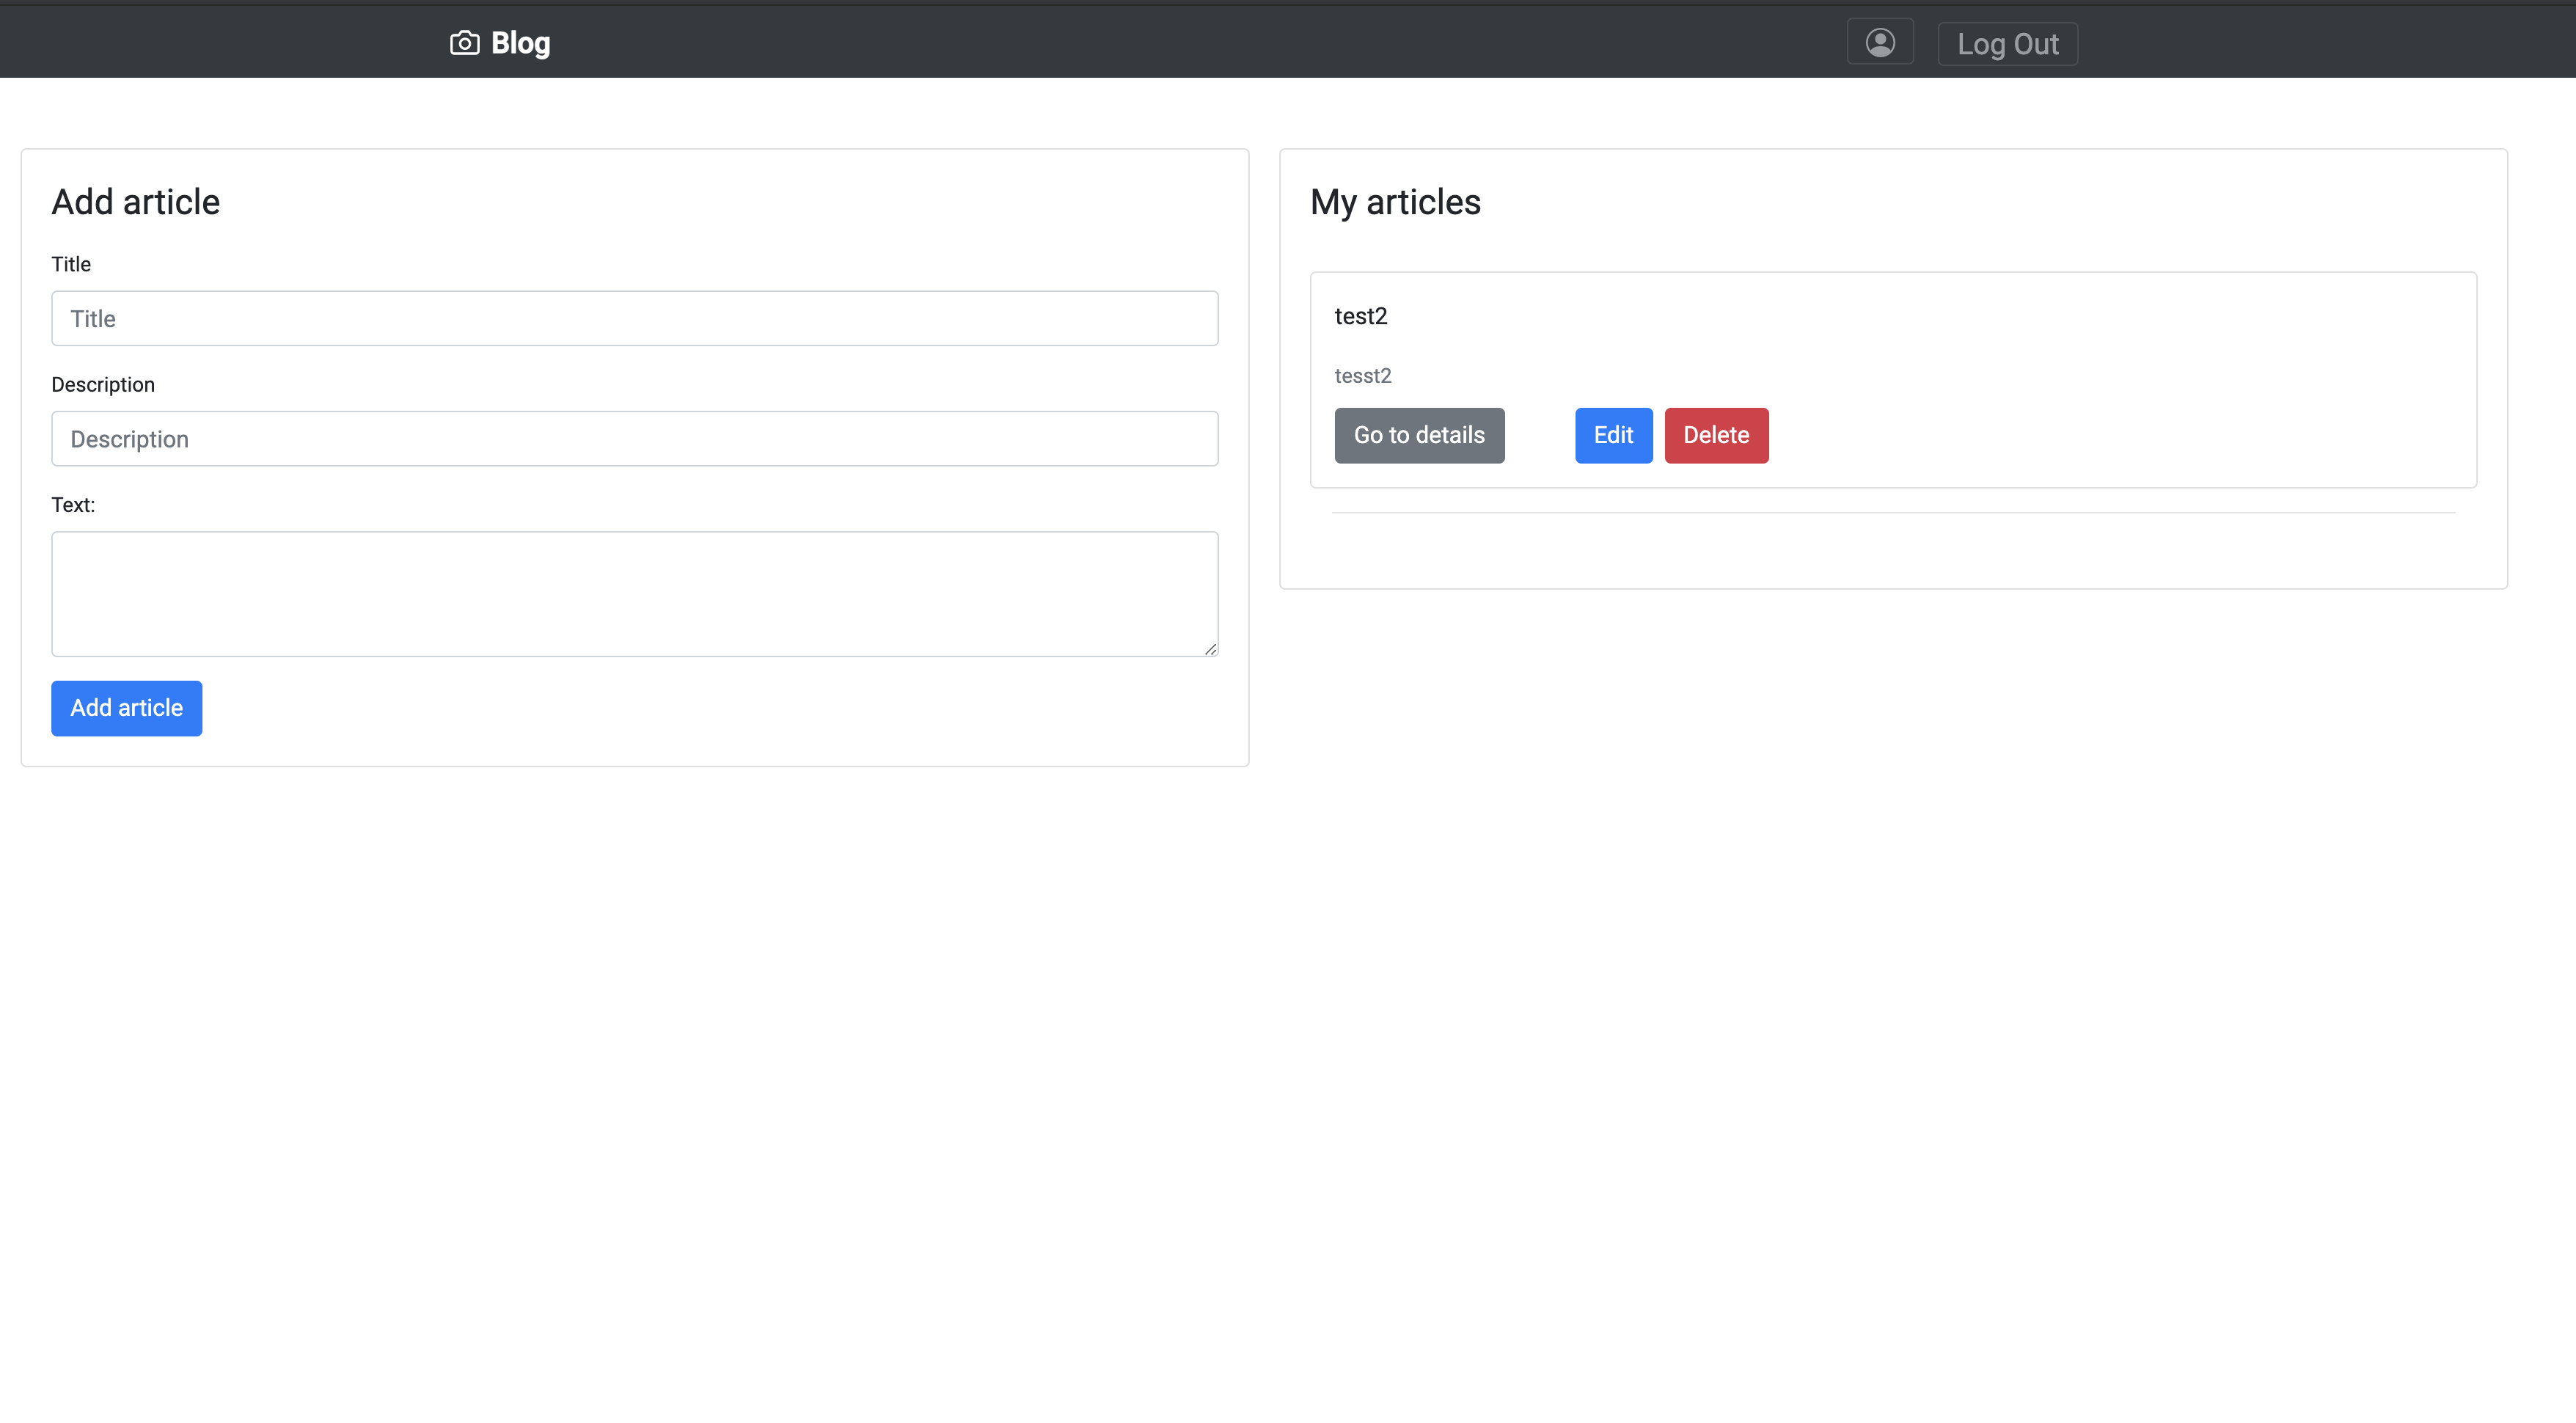 Blog
Log Out
Add article
Title
Title
Description
Description
Text:
Add article
My articles
test2
tesst2
Go to details Edit Delete